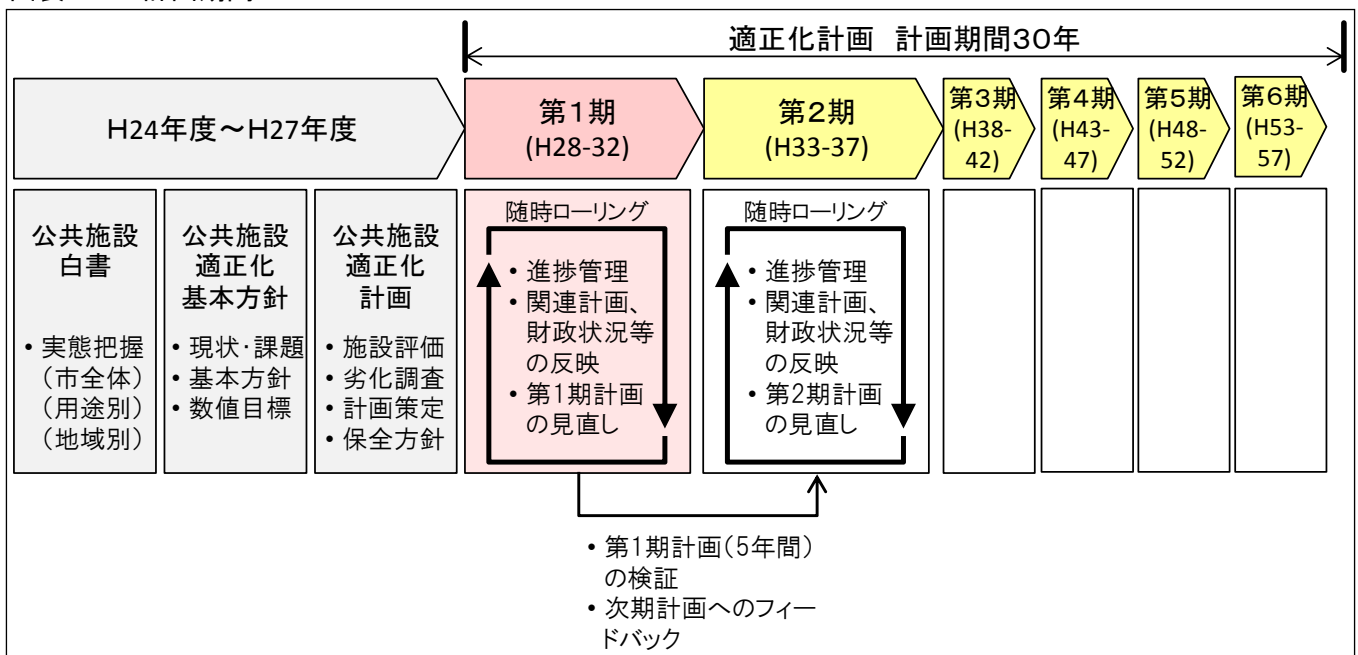 適正化計画 計画期間30年
H24年度～H27年度
第1期
(H28-32)
第2期
(H33-37)
第3期
(H38-
42)
第4期
(H43-
47)
第5期
(H48-
52)
第6期
(H53-
57)
公共施設
白書
• 実態把握
(市全体)
(用途別)
(地域別)
公共施設
適正化
基本方針
• 現状・課題
• 基本方針
• 数値目標
公共施設
適正化
計画
• 施設評価
• 劣化調査
• 計画策定
• 保全方針
随時ローリング
• 進捗管理
• 関連計画、
財政状況等
の反映
• 第1期計画
の見直し
随時ローリング
• 進捗管理
• 関連計画、
財政状況等
の反映
• 第2期計画
の見直し
• 第1期計画(5年間)
の検証
• 次期計画へのフィー
ドバック